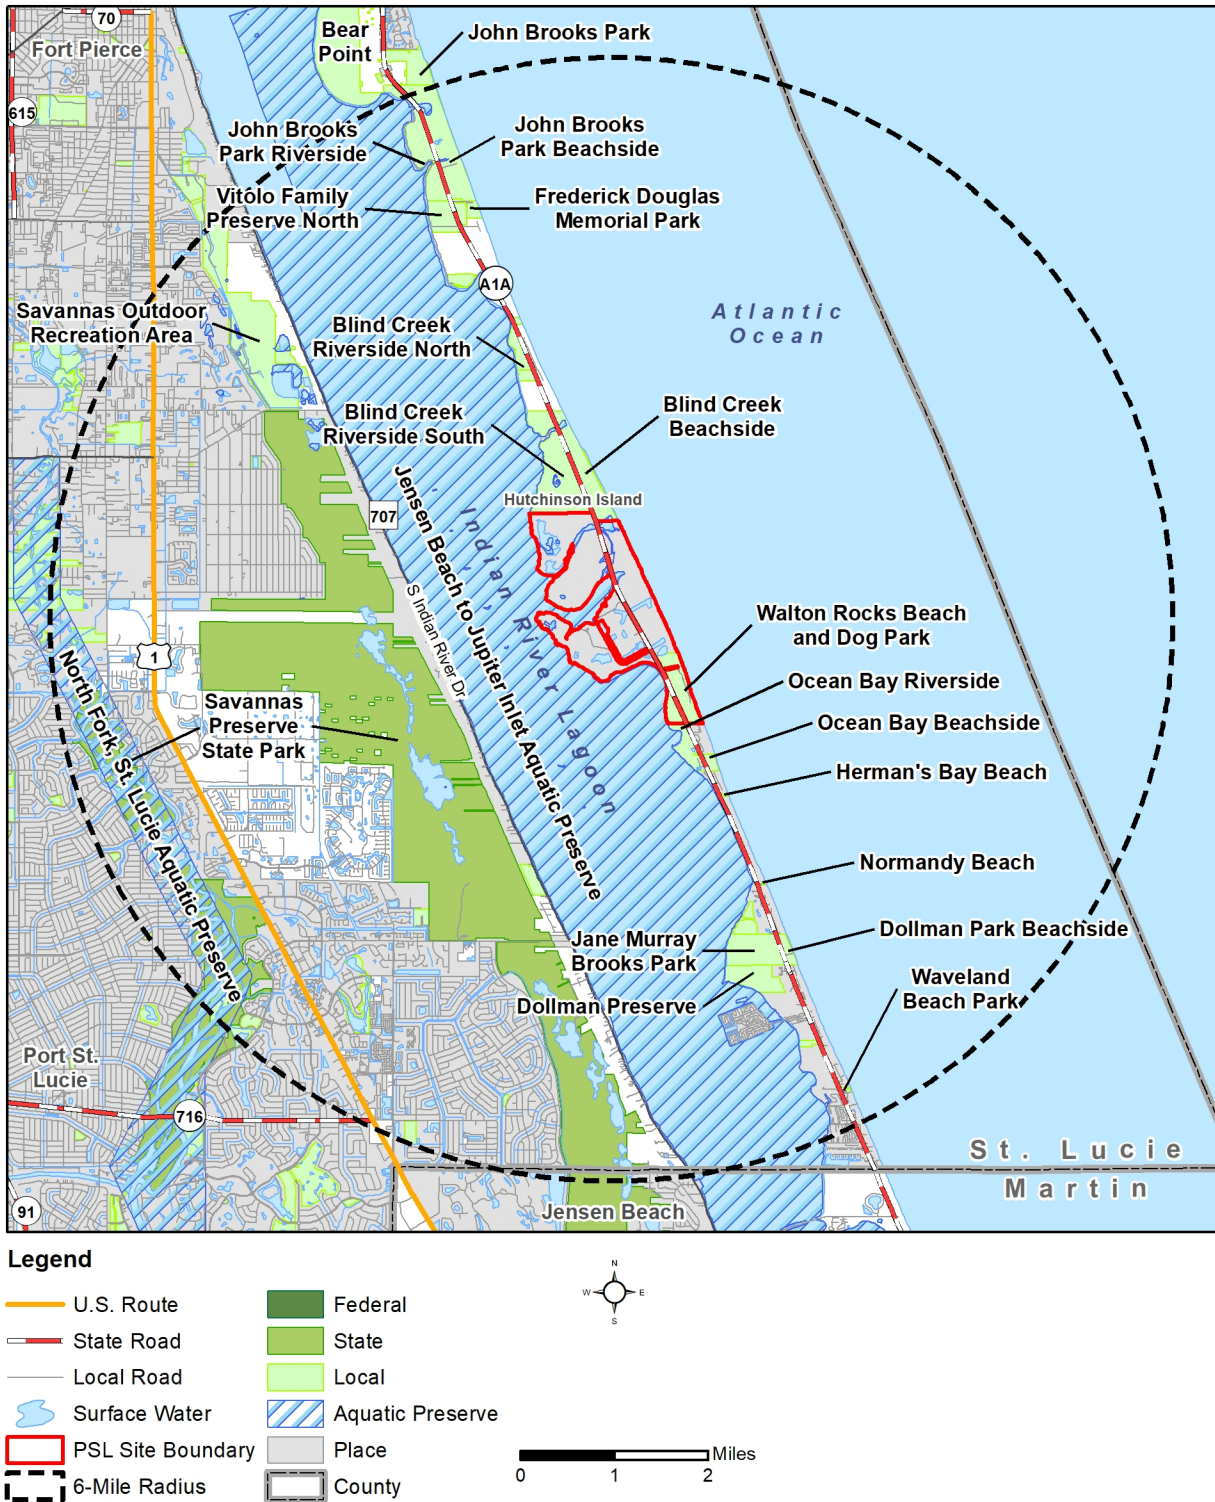 70
Fort Pierce
Bear
Point
John Brooks Park
615
John Brooks
Park Riverside
John Brooks
Park Beachside
Vitolo Family
Preserve North
Frederick Douglas
Memorial Park
A1A
Savannas Outdoor
Recreation Area
Blind Creek
Riverside North
Atlantic
Ocean
Blind Creek
Riverside South
Blind Creek
Beachside
Hutchinson Island
707
Jensen Beach to Jupiter Inlet Aquatic Preserve
Indian River Lagoon
S Indian River Dr
Walton Rocks Beach
and Dog Park
1
North Fork, St. Lucie Aquatic Preserve
Ocean Bay Riverside
Savannas
Preserve
State Park
Ocean Bay Beachside
Herman's Bay Beach
Normandy Beach
Jane Murray
Brooks Park
Dollman Park Beachside
Dollman Preserve
Waveland
Beach Park
Port St.
Lucie
716
St. Lucie
Martin
91
Jensen Beach
Legend
U.S. Route
State Road
Local Road
Surface Water
PSL Site Boundary
6-Mile Radius
Federal
State
Local
Aquatic Preserve
Place
County
N
W E
S
Miles
0 1 2